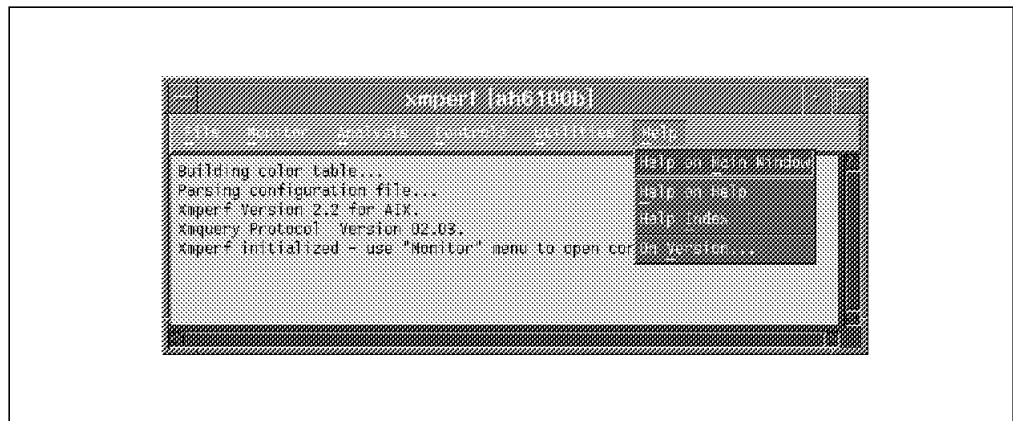 xmperf [ah6100b]
File Monitor Analysis Controls Utilities Help
Building color table...
Parsing configuration file...
Xmperf Version 2.2 for AIX.
Xmquery Protocol Version 02.03.
Xmperf initialized - use "Monitor" menu to open con
Help on Main Window
Help on Help
Help Index
On Version...